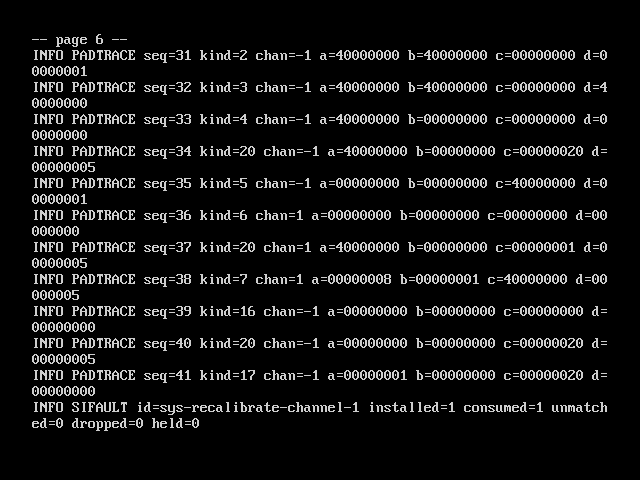 -- page 6 --
INFO PADTRACE seq=31 kind=2 chan=-1 a=40000000 b=40000000 c=00000000 d=0
0000001
INFO PADTRACE seq=32 kind=3 chan=-1 a=40000000 b=40000000 c=00000000 d=4
0000000
INFO PADTRACE seq=33 kind=4 chan=-1 a=40000000 b=00000000 c=00000000 d=0
0000000
INFO PADTRACE seq=34 kind=20 chan=-1 a=40000000 b=00000000 c=00000020 d=
00000005
INFO PADTRACE seq=35 kind=5 chan=-1 a=00000000 b=00000000 c=40000000 d=0
0000001
INFO PADTRACE seq=36 kind=6 chan=1 a=00000000 b=00000000 c=00000000 d=00
000000
INFO PADTRACE seq=37 kind=20 chan=1 a=40000000 b=00000000 c=00000001 d=0
0000005
INFO PADTRACE seq=38 kind=7 chan=1 a=00000008 b=00000001 c=40000000 d=00
000005
INFO PADTRACE seq=39 kind=16 chan=-1 a=00000000 b=00000000 c=00000000 d=
00000000
INFO PADTRACE seq=40 kind=20 chan=-1 a=00000000 b=00000000 c=00000020 d=
00000005
INFO PADTRACE seq=41 kind=17 chan=-1 a=00000001 b=00000000 c=00000020 d=
00000000
INFO SIFAULT id=sys-recalibrate-channel-1 installed=1 consumed=1 unmatch
ed=0 dropped=0 held=0